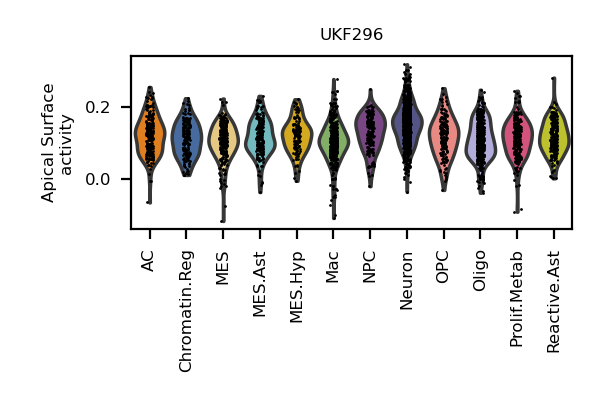 UKF296
Apical Surface
activity
0.2
0.0
AC
Chromatin.Reg
MES
MES.Ast
MES.Hyp
Mac
NPC
Neuron
OPC
Oligo
Prolif.Metab
Reactive.Ast